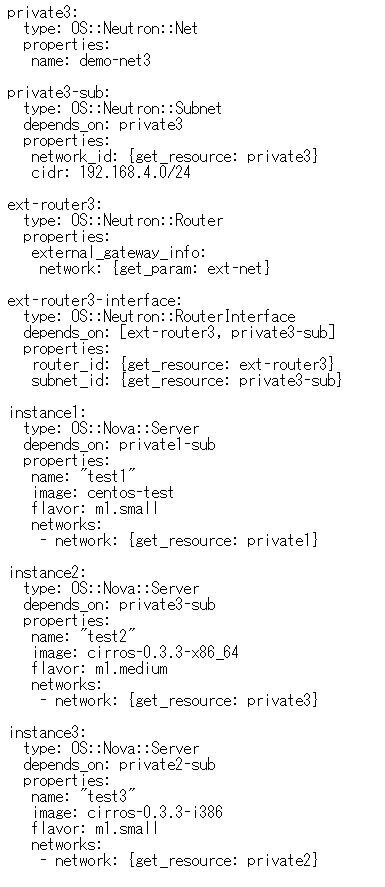 private3:
  type: OS::Neutron::Net
  properties:
   name: demo-net3

private3-sub:
  type: OS::Neutron::Subnet
  depends_on: private3
  properties:
   network_id: {get_resource: private3}
   cidr: 192.168.4.0/24

ext-router3:
  type: OS::Neutron::Router
  properties:
   external_gateway_info:
    network: {get_param: ext-net}

ext-router3-interface:
  type: OS::Neutron::RouterInterface
  depends_on: [ext-router3, private3-sub]
  properties:
   router_id: {get_resource: ext-router3}
   subnet_id: {get_resource: private3-sub}

instance1:
  type: OS::Nova::Server
  depends_on: private1-sub
  properties:
   name: "test1"
   image: centos-test
   flavor: m1.small
   networks:
    - network: {get_resource: private1}

instance2:
  type: OS::Nova::Server
  depends_on: private3-sub
  properties:
   name: "test2"
   image: cirros-0.3.3-x86_64
   flavor: m1.medium
   networks:
    - network: {get_resource: private3}

instance3:
  type: OS::Nova::Server
  depends_on: private2-sub
  properties:
   name: "test3"
   image: cirros-0.3.3-i386
   flavor: m1.small
   networks:
    - network: {get_resource: private2}